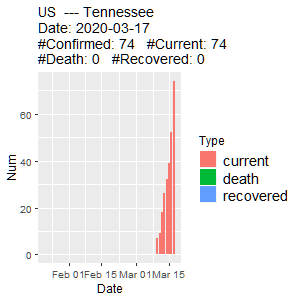 US  --- Tennessee
Date: 2020-03-17
#Confirmed: 74   #Current: 74
#Death: 0   #Recovered: 0
Num
60
40
20
0
Feb 01
Feb 15
Mar 01
Mar 15
Date
Type
current
death
recovered